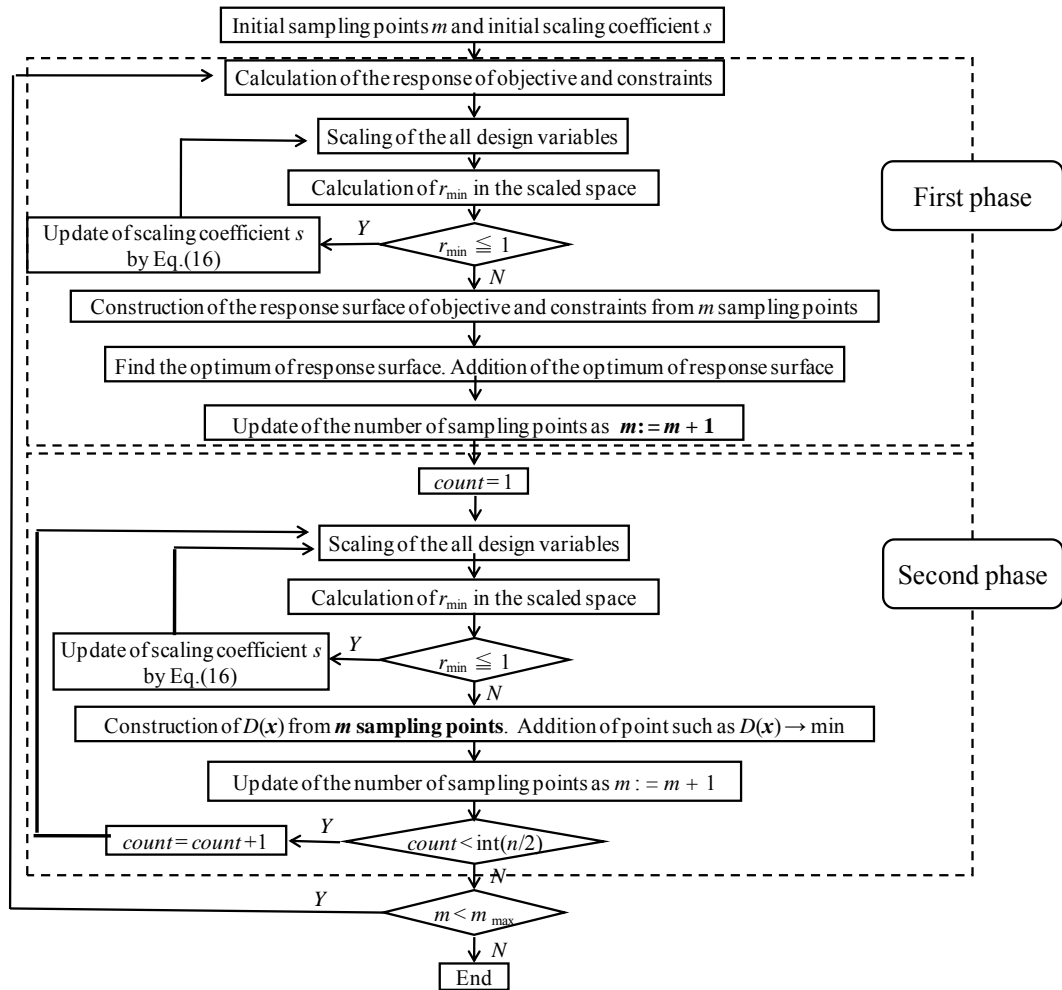 Initial sampling points m and initial scaling coefficient s
Calculation of the response of objective and constraints
Scaling of the all design variables
Calculation of rmin in the scaled space
First phase
Update of scaling coefficient s
by Eq.(16)
Y
rmin ≦ 1
N
Construction of the response surface of objective and constraints from m sampling points
Find the optimum of response surface. Addition of the optimum of response surface
Update of the number of sampling points as m:= m + 1
count = 1
Scaling of the all design variables
Second phase
Calculation of rmin in the scaled space
Update of scaling coefficient s
by Eq.(16)
Y
rmin ≦ 1
N
Construction of D(x) from m sampling points. Addition of point such as D(x) → min
Update of the number of sampling points as m : = m + 1
count = count +1
Y
count < int(n/2)
N
Y
m < m max
N
End